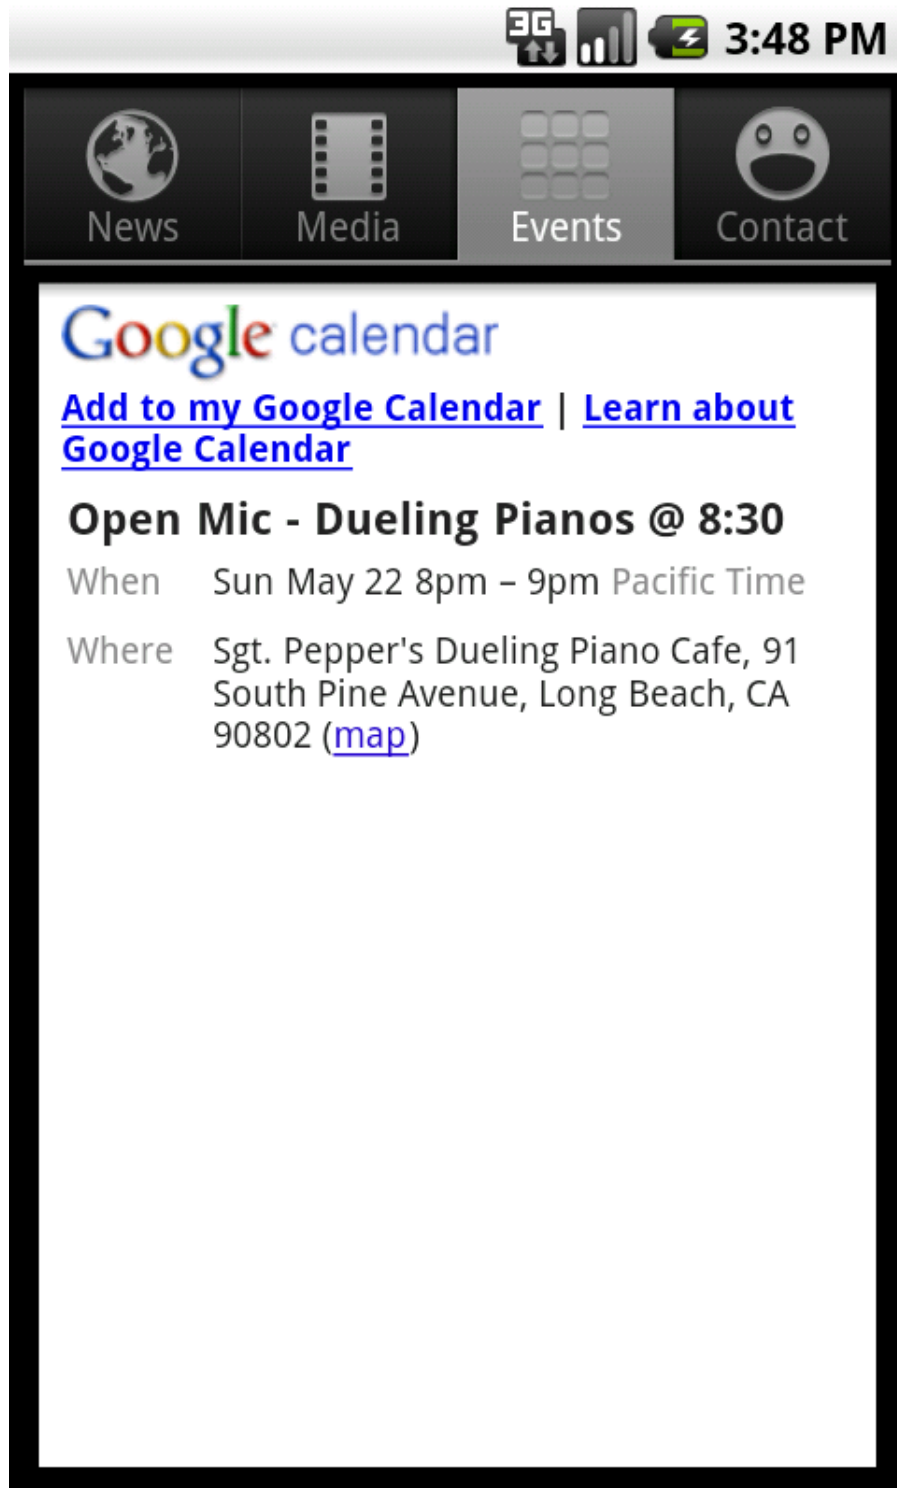 3G 3:48 PM
News Media Events Contact
Google calendar
Add to my Google Calendar | Learn about
Google Calendar
Open Mic - Dueling Pianos @ 8:30
When Sun May 22 8pm – 9pm Pacific Time
Where Sgt. Pepper's Dueling Piano Cafe, 91
South Pine Avenue, Long Beach, CA
90802 (map)